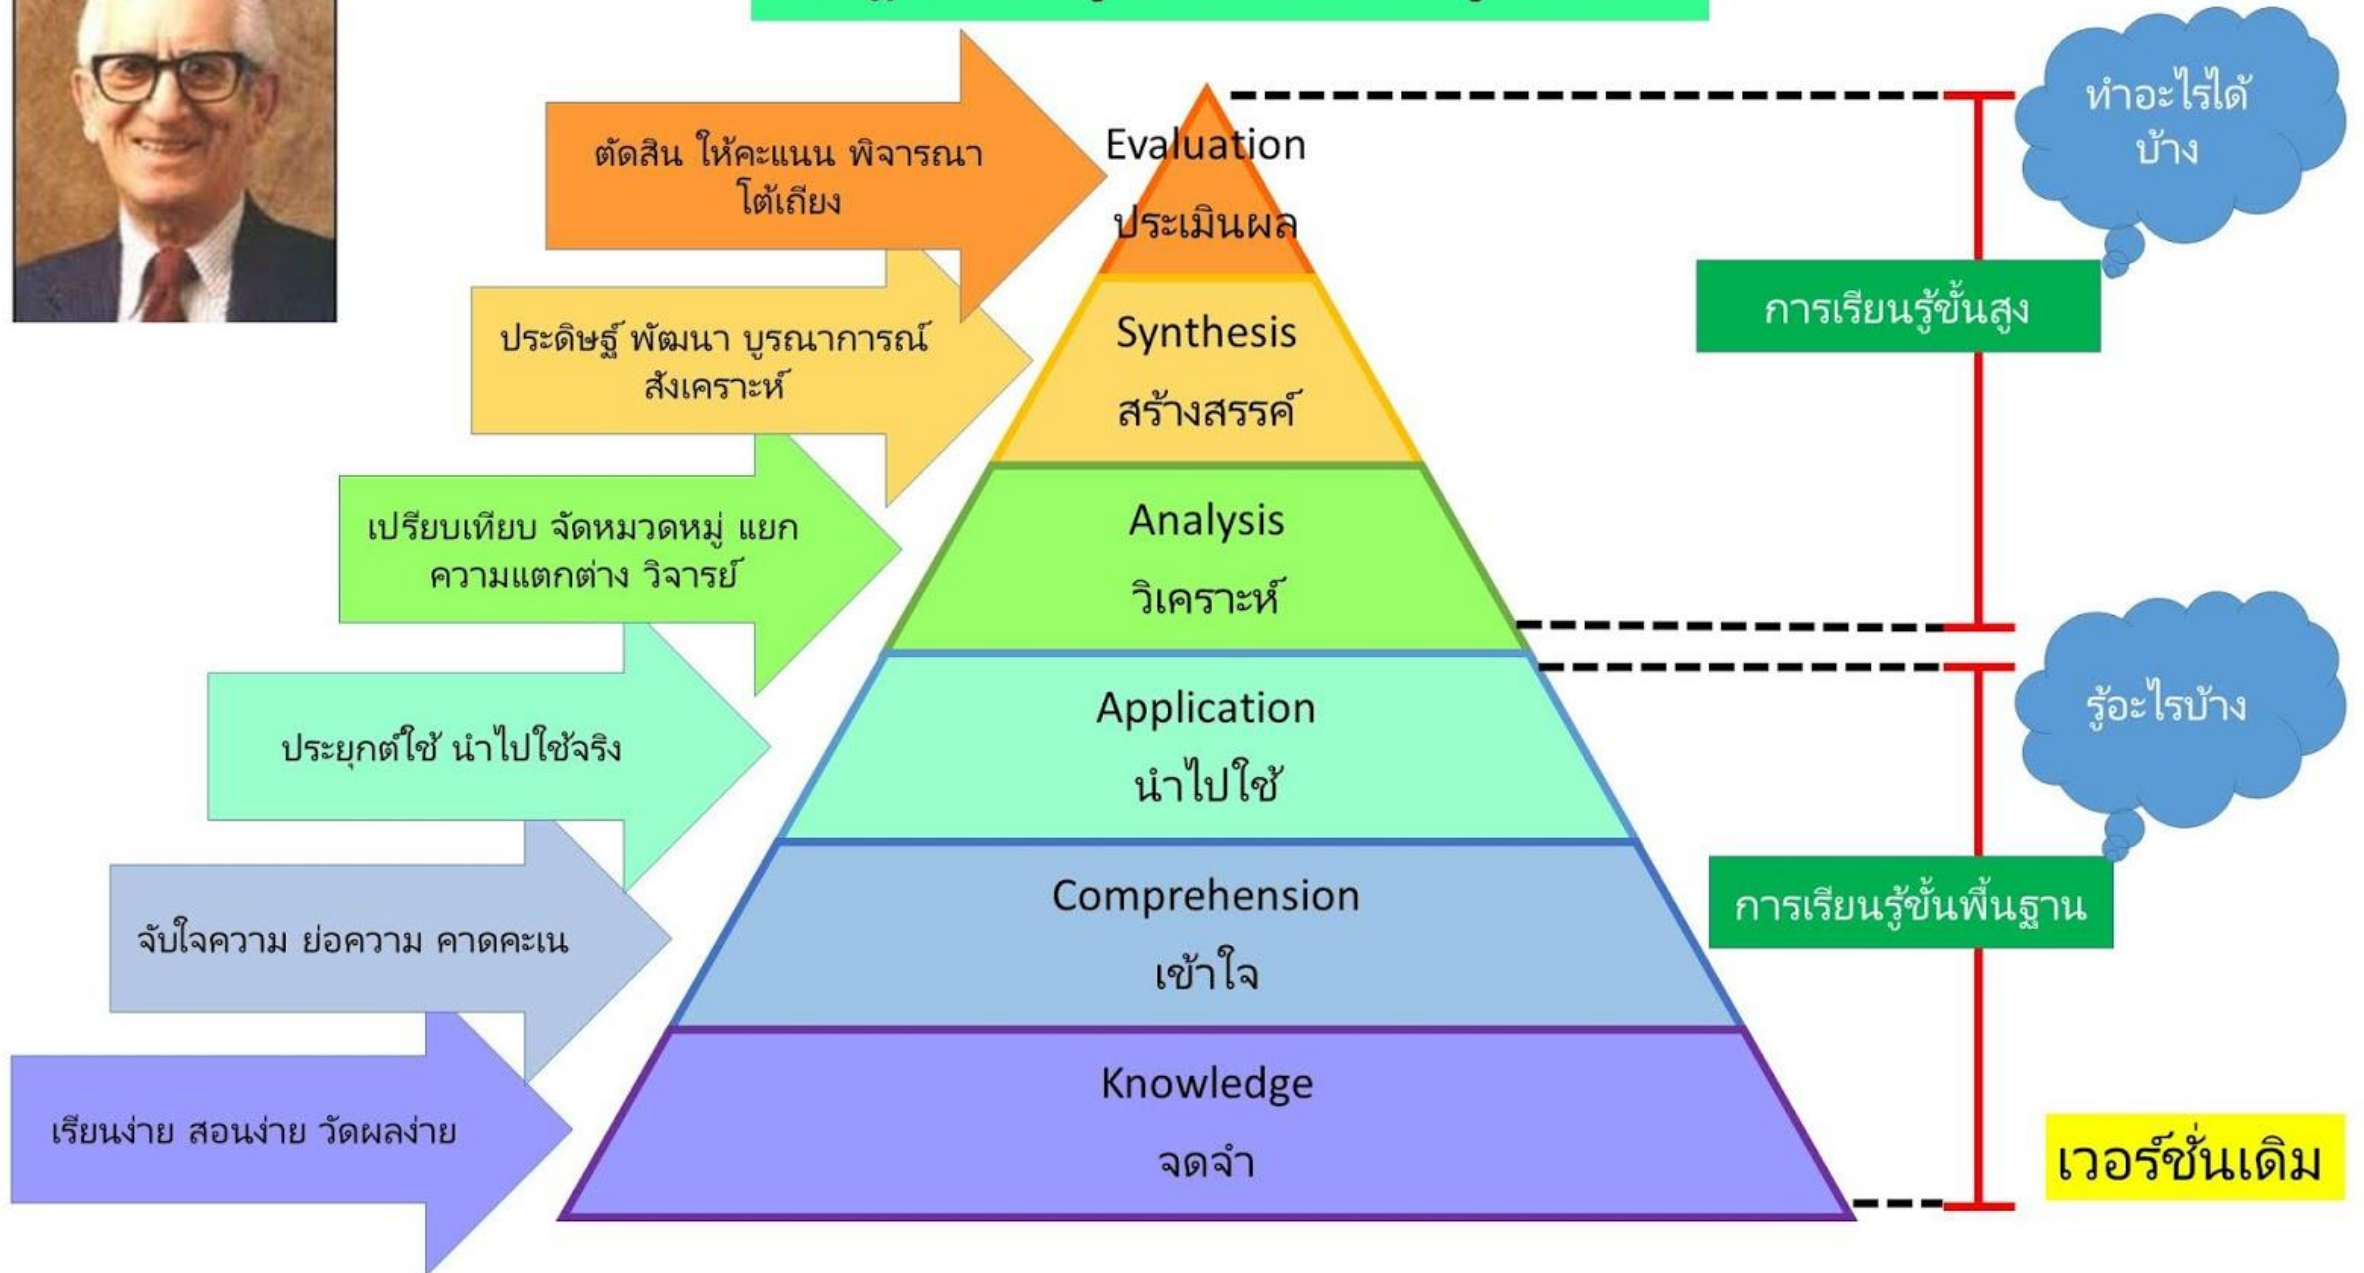 ตัดสิน ให้คะแนน พิจารณา
โต้เถียง
Evaluation
ประเมินผล
ทำอะไรได้
บ้าง
การเรียนรู้ขั้นสูง
ประดิษฐ์ พัฒนา บูรณาการณ์
สังเคราะห์
Synthesis
สร้างสรรค์
เปรียบเทียบ จัดหมวดหมู่ แยก
ความแตกต่าง วิจารย์
Analysis
วิเคราะห์
รู้อะไรบ้าง
ประยุกต์ใช้ นำไปใช้จริง
Application
นำไปใช้
การเรียนรู้ขั้นพื้นฐาน
จับใจความ ย่อความ คาดคะเน
Comprehension
เข้าใจ
เรียนง่าย สอนง่าย วัดผลง่าย
Knowledge
จดจำ
เวอร์ชั่นเดิม